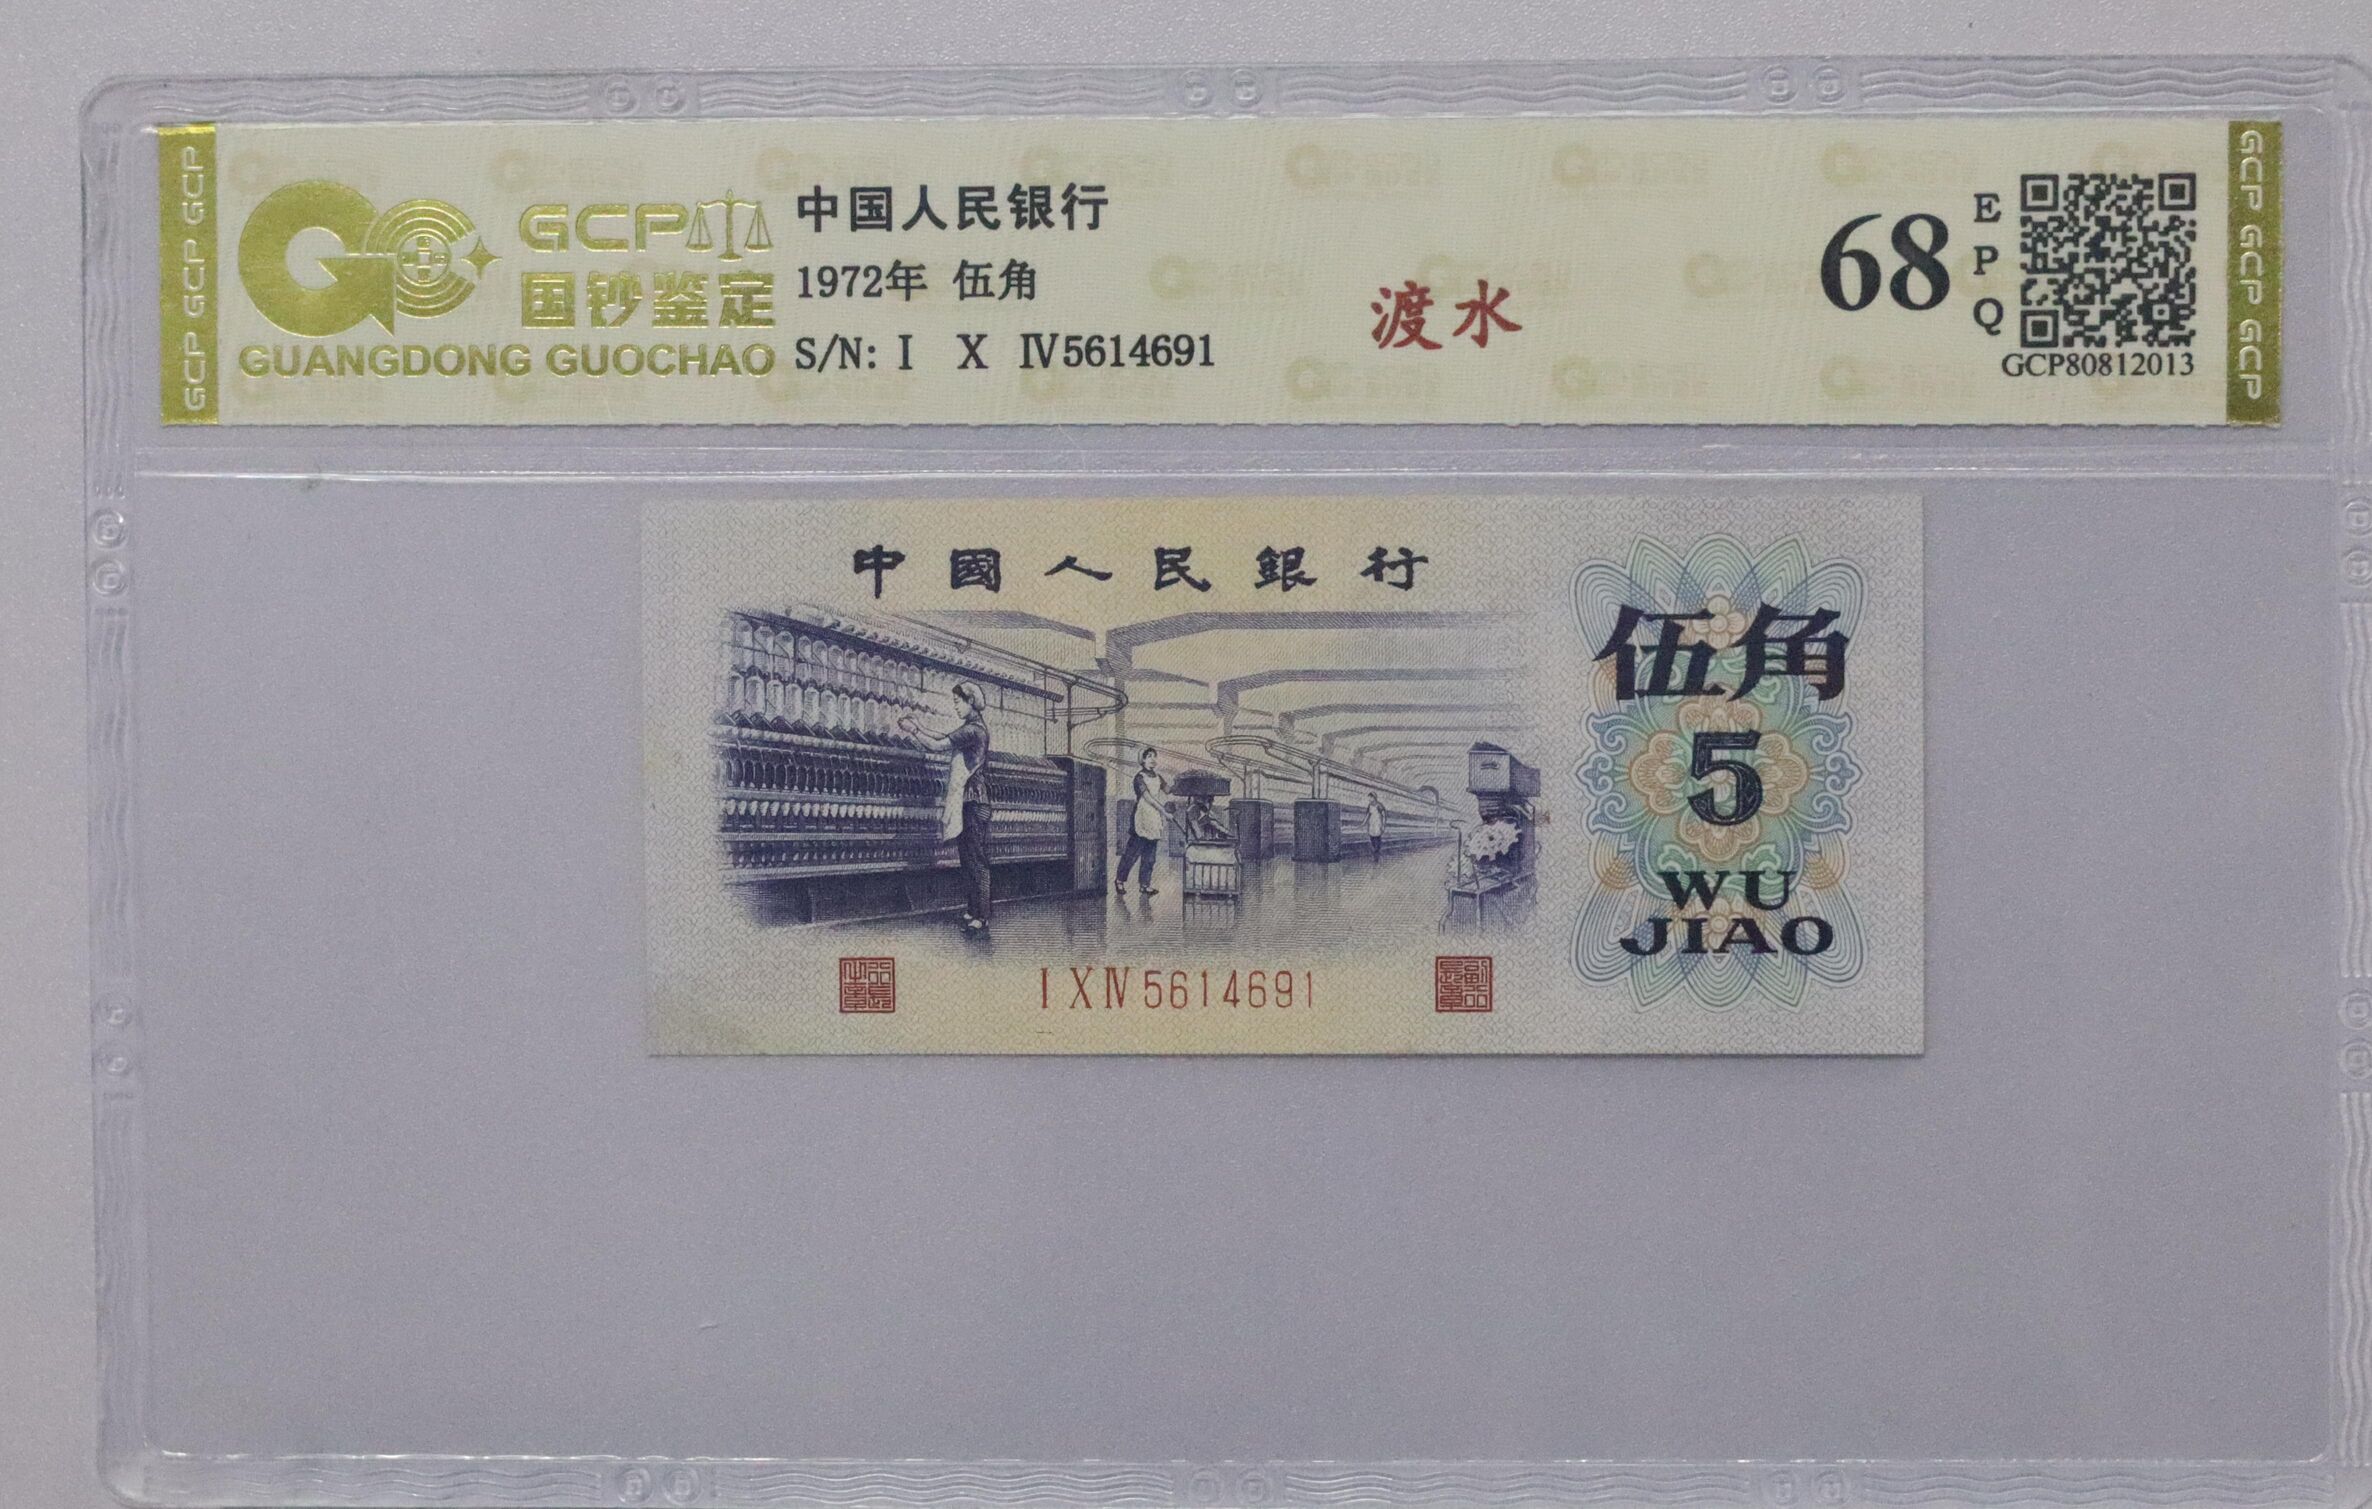 GCP GCP GCP
GCP
国钞鉴定
GUANGDONG GUOCHAO
中国人民银行
1972年 伍角
S/N: I X Ⅳ5614691
渡水
68
E
P
Q
GCP80812013
GCP GCP GCP
中國人民銀行
伍角
5
WU
JIAO
I X Ⅳ 5614691